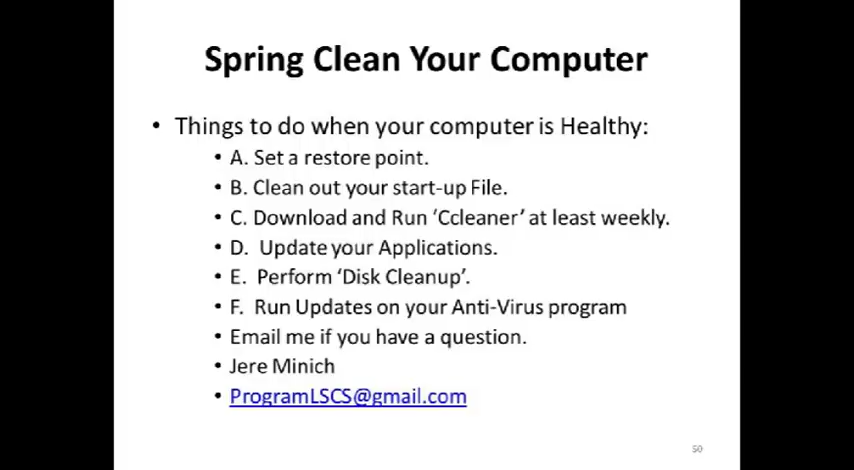 Spring Clean Your Computer
• Things to do when your computer is Healthy:
• A. Set a restore point.
• B. Clean out your start-up File.
• C. Download and Run ‘Ccleaner’ at least weekly.
• D. Update your Applications.
• E. Perform ‘Disk Cleanup’.
• F. Run Updates on your Anti-Virus program
• Email me if you have a question.
• Jere Minich
• ProgramLSCS@gmail.com
50